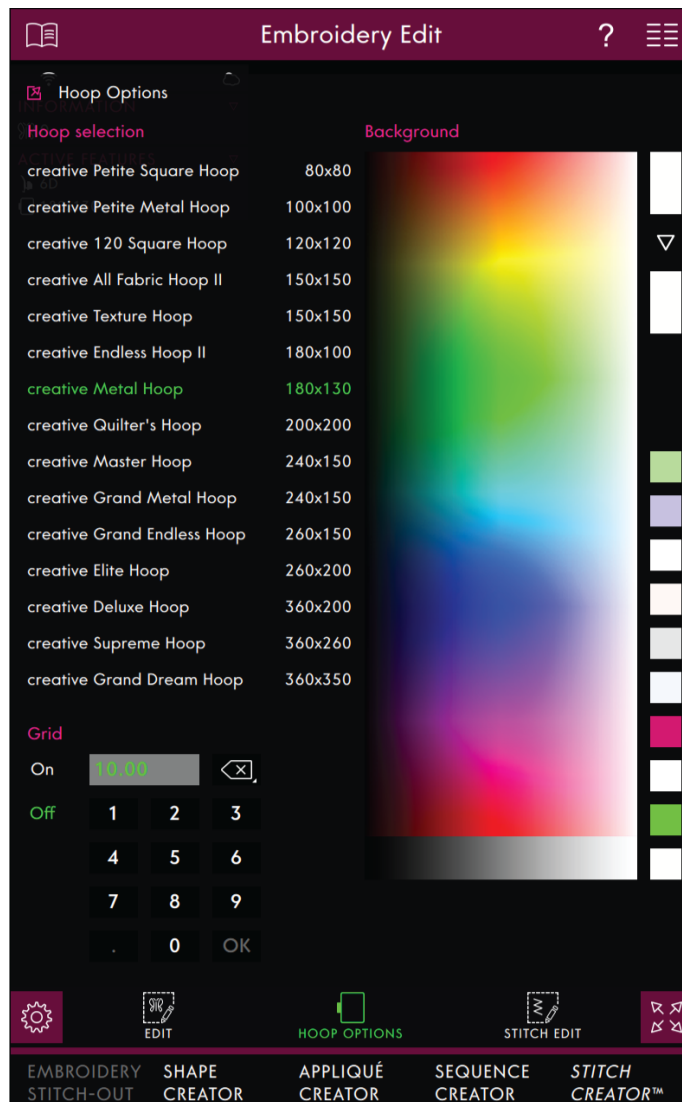 Embroidery Edit ?
Hoop Options
INFORMATION
Hoop selection
Background
ACTIVE FEATURES
6D
creative Petite Square Hoop 80x80
creative Petite Metal Hoop 100x100
creative 120 Square Hoop 120x120
creative All Fabric Hoop II 150x150
creative Texture Hoop 150x150
creative Endless Hoop II 180x100
creative Metal Hoop 180x130
creative Quilter's Hoop 200x200
creative Master Hoop 240x150
creative Grand Metal Hoop 240x150
creative Grand Endless Hoop 260x150
creative Elite Hoop 260x200
creative Deluxe Hoop 360x200
creative Supreme Hoop 360x260
creative Grand Dream Hoop 360x350
Grid
On 10.00
Off 1 2 3
4 5 6
7 8 9
. 0 OK
EDIT HOOP OPTIONS STITCH EDIT
EMBROIDERY STITCH-OUT
SHAPE CREATOR
APPLIQUÉ CREATOR
SEQUENCE CREATOR
STITCH CREATOR™